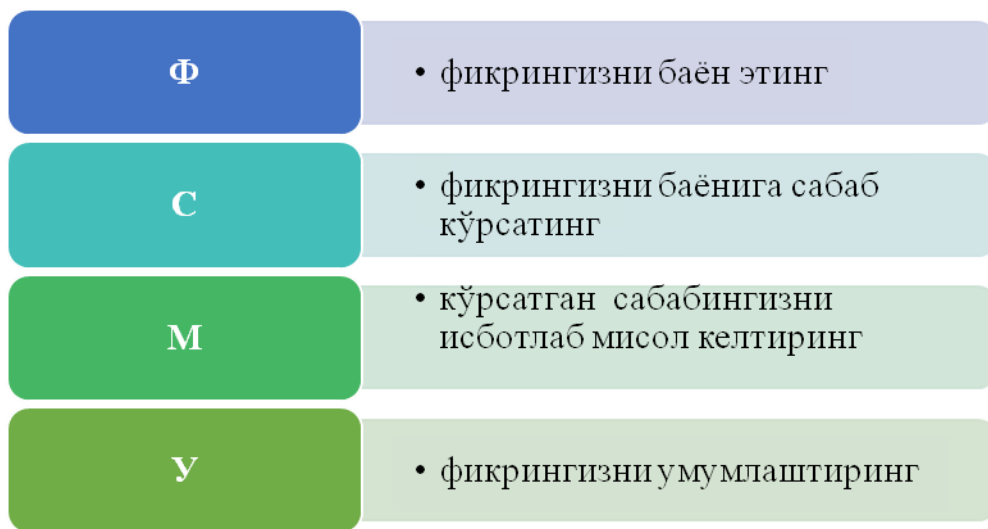 Ф
• фикрингизни баён этинг
С
• фикрингизни баёнига сабаб
кўрсатинг
М
• кўрсатган сабабингизни
исботлаб мисол келтиринг
У
• фикрингизни умумлаштиринг